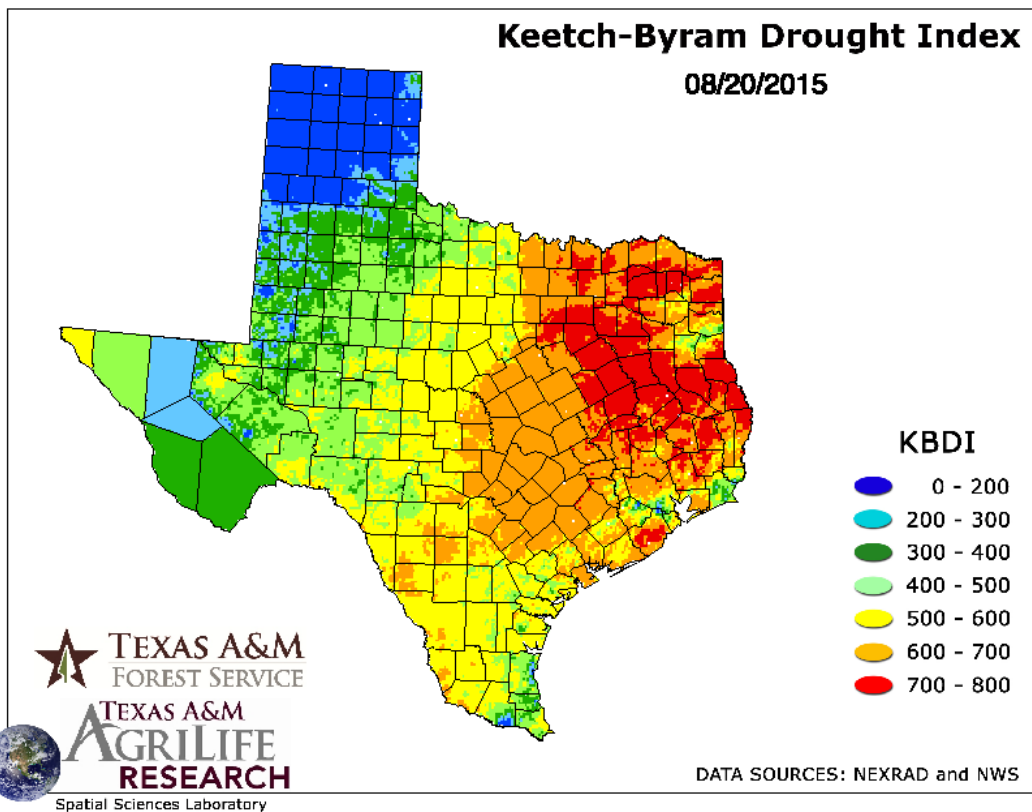 Keetch-Byram Drought Index
08/20/2015
KBDI
0 - 200
200 - 300
300 - 400
400 - 500
500 - 600
600 - 700
700 - 800
TEXAS A&M
FOREST SERVICE
TEXAS A&M
AGRILIFE
RESEARCH
Spatial Sciences Laboratory
DATA SOURCES: NEXRAD and NWS